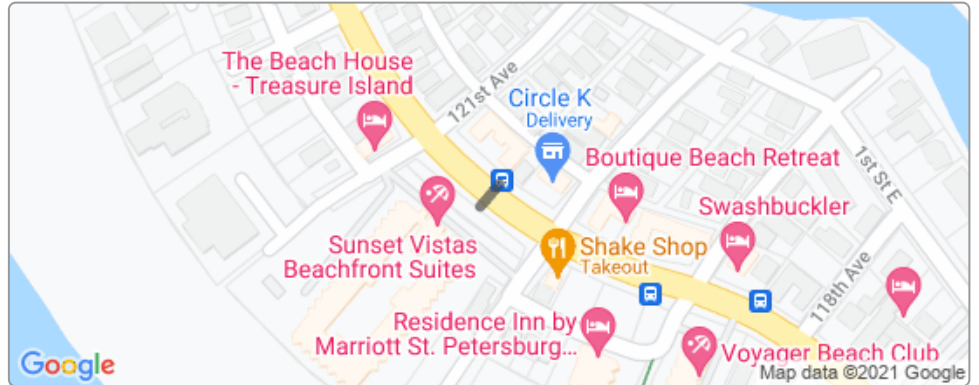 The Beach House
- Treasure Island
121st Ave
Circle K
Delivery
Boutique Beach Retreat
1st St E
Swashbuckler
Sunset Vistas
Beachfront Suites
Shake Shop
Takeout
118th Ave
Residence Inn by
Marriott St. Petersburg...
Voyager Beach Club
Google
Map data ©2021 Google